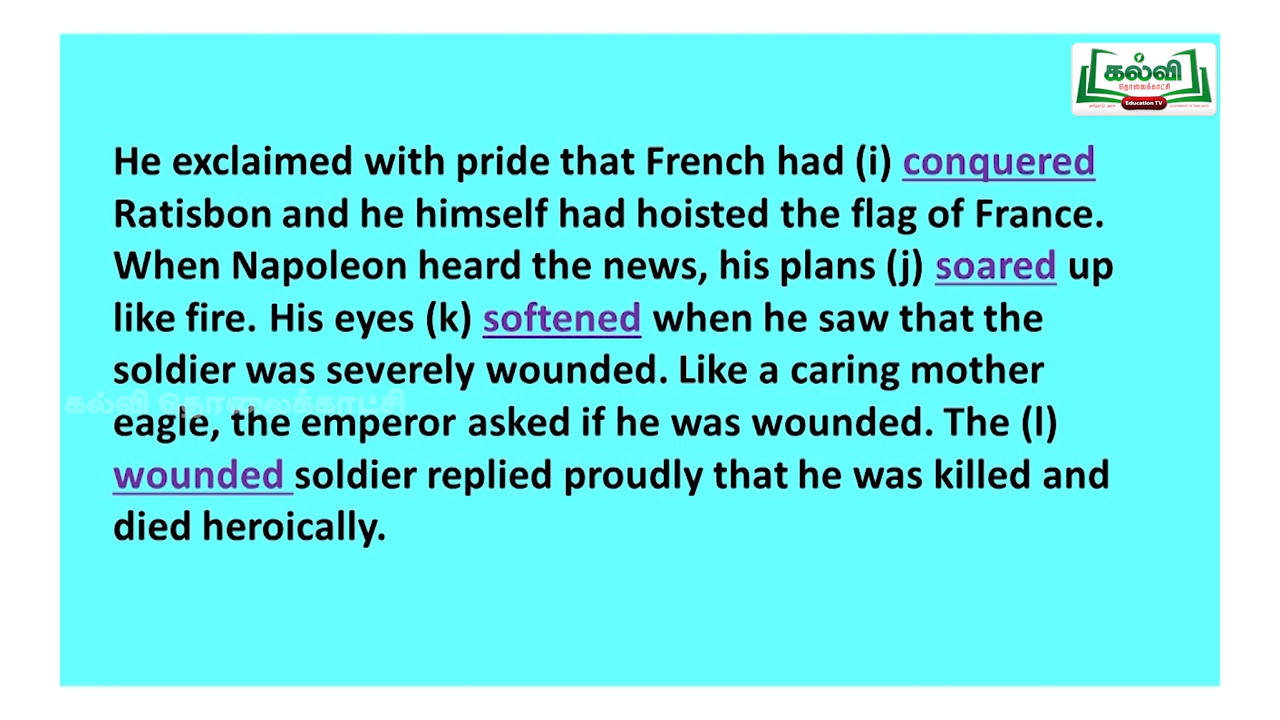 கல்வி
தொலைக்காட்சி
Education TV
He exclaimed with pride that French had (i) conquered
Ratisbon and he himself had hoisted the flag of France.
When Napoleon heard the news, his plans (j) soared up
like fire. His eyes (k) softened when he saw that the
soldier was severely wounded. Like a caring mother
கல்வி தொலைக்காட்சி
eagle, the emperor asked if he was wounded. The (l)
wounded soldier replied proudly that he was killed and
died heroically.